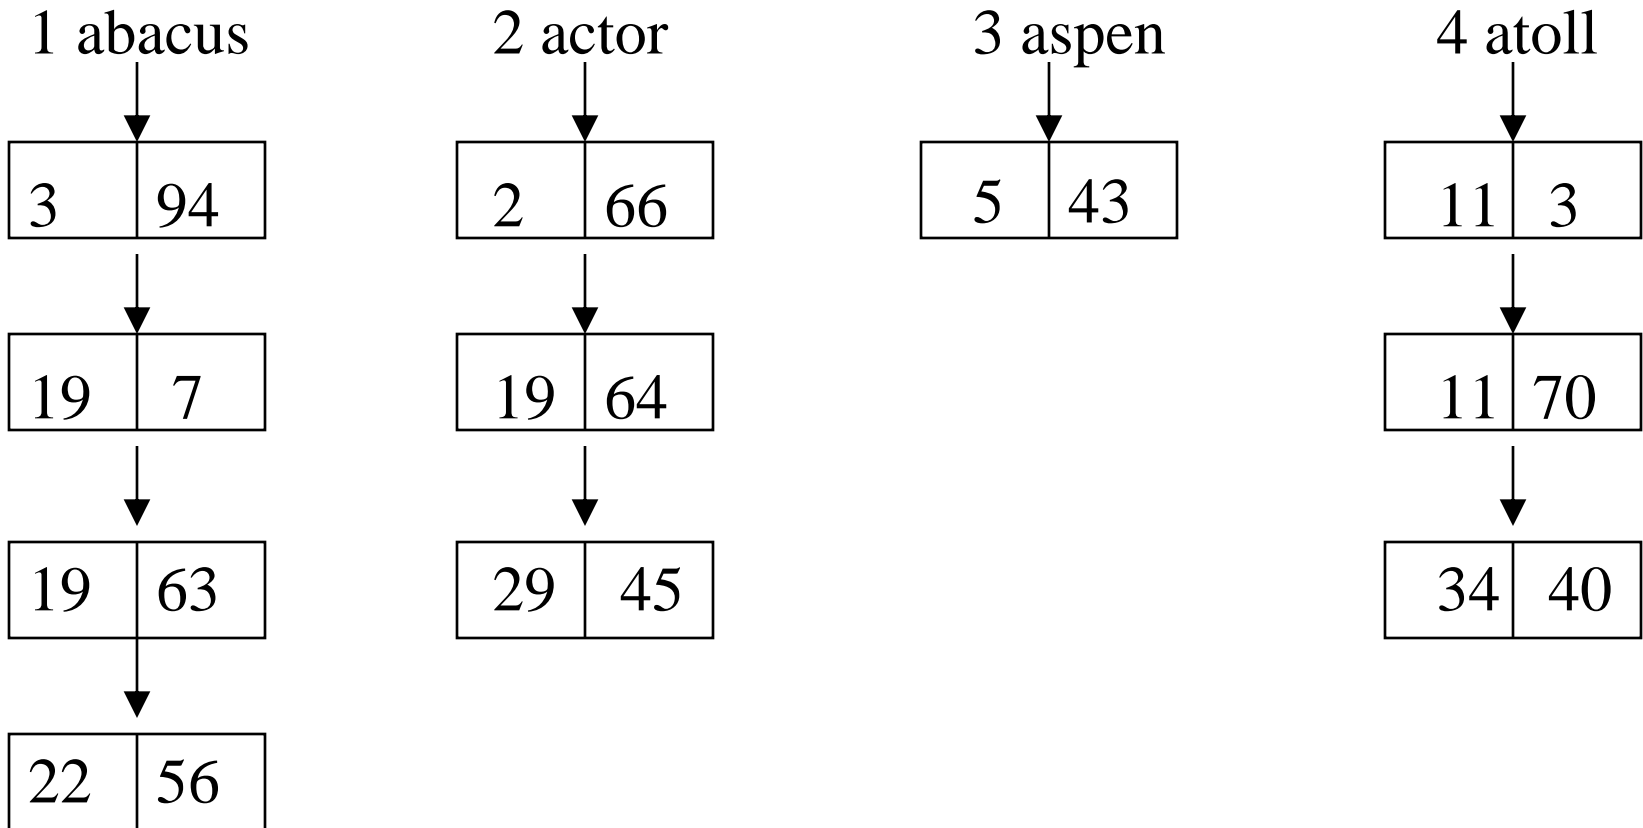 1 abacus 2 actor 3 aspen 4 atoll
3 94 2 66 5 43 11 3
19 7 19 64 11 70
19 63 29 45 34 40
22 56